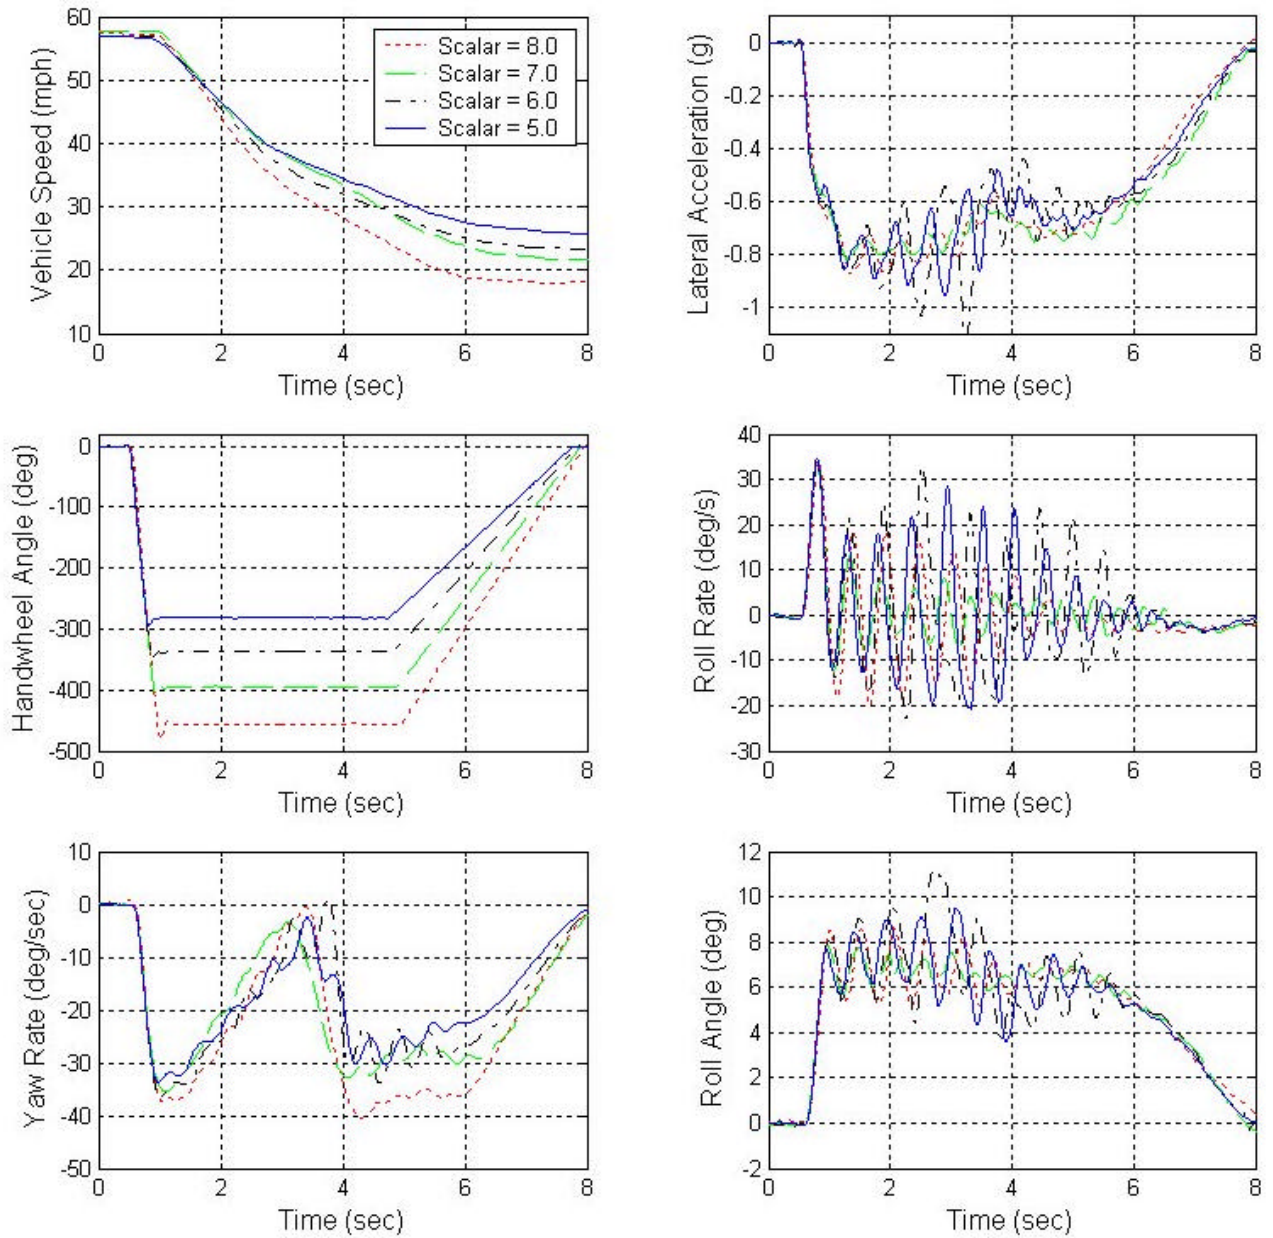 Vehicle Speed (mph)
60
50
40
30
20
10
Scalar = 8.0
Scalar = 7.0
Scalar = 6.0
Scalar = 5.0
0 2 4 6 8
Time (sec)
Lateral Acceleration (g)
0
-0.2
-0.4
-0.6
-0.8
-1
0 2 4 6 8
Time (sec)
Handwheel Angle (deg)
0
-100
-200
-300
-400
-500
0 2 4 6 8
Time (sec)
Roll Rate (deg/s)
40
30
20
10
0
-10
-20
-30
0 2 4 6 8
Time (sec)
Yaw Rate (deg/sec)
10
0
-10
-20
-30
-40
-50
0 2 4 6 8
Time (sec)
Roll Angle (deg)
12
10
8
6
4
2
0
-2
0 2 4 6 8
Time (sec)